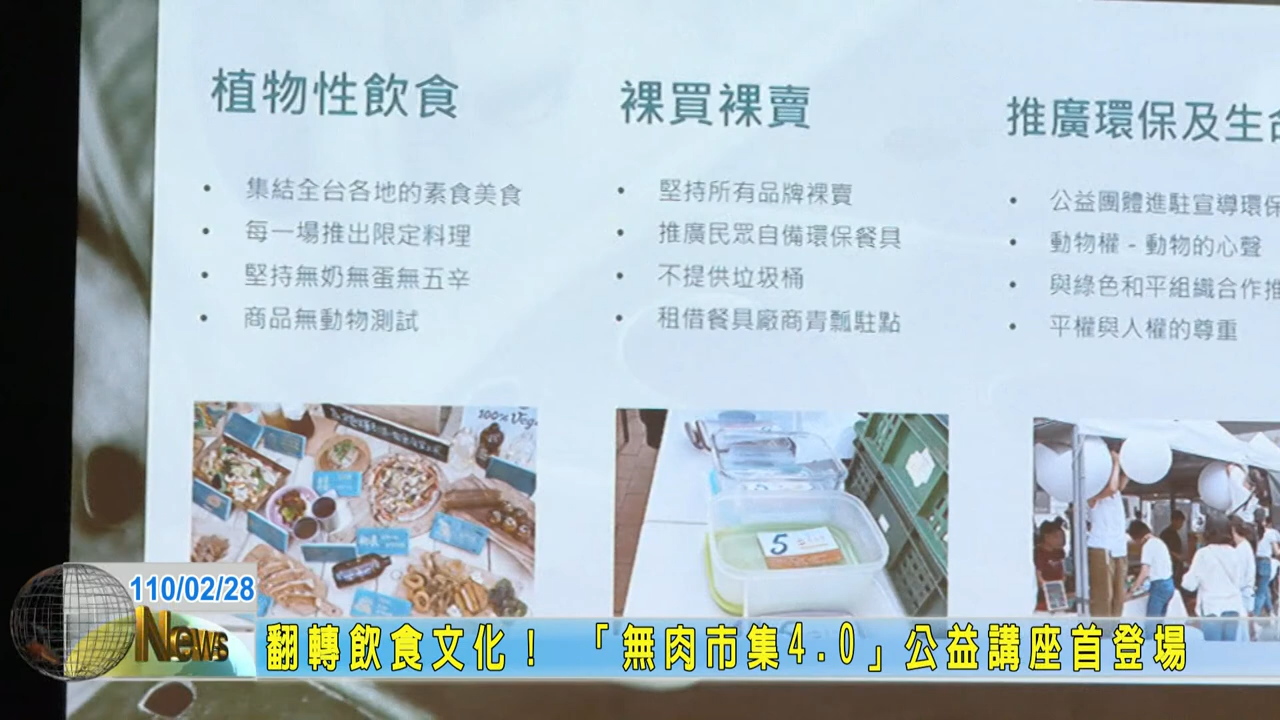 植物性飲食
集結全台各地的素食美食
每一場推出限定料理
堅持無奶無蛋無五辛
商品無動物測試
裸買裸賣
堅持所有品牌裸賣
推廣民眾自備環保餐具
不提供垃圾桶
租借餐具廠商青瓢駐點
推廣環保及生命
公益團體進駐宣導環保
動物權 - 動物的心聲
與綠色和平組織合作推
平權與人權的尊重
100% Veg
5
110/02/28
News
翻轉飲食文化! 「無肉市集4.0」公益講座首登場